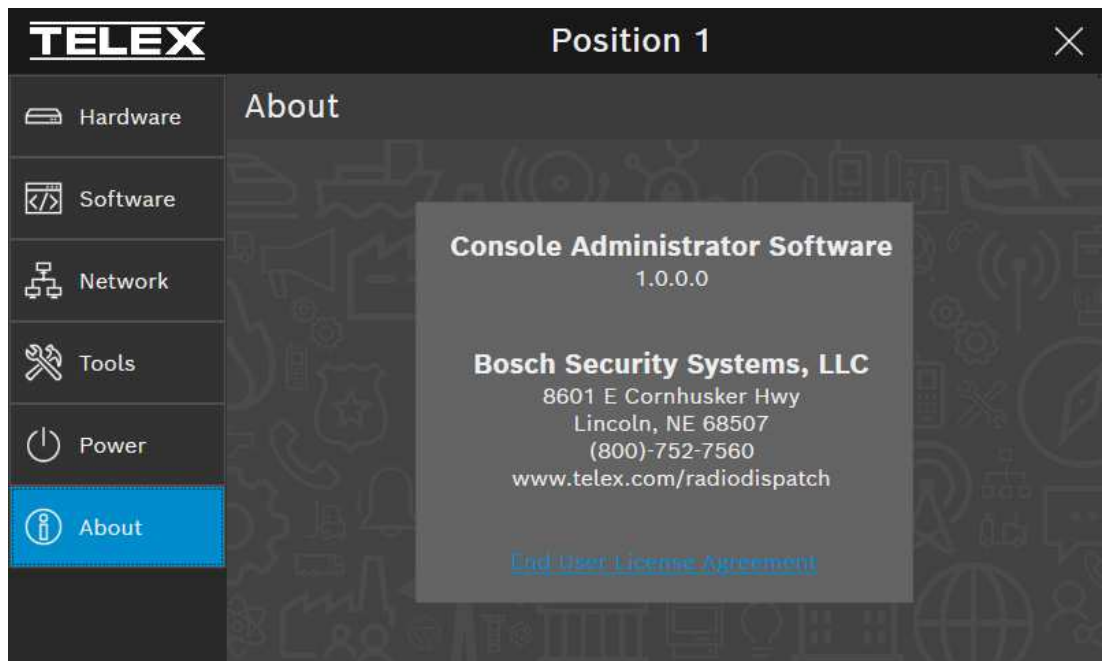 TELEX
Position 1
Hardware
Software
Network
Tools
Power
About
About
Console Administrator Software
1.0.0.0
Bosch Security Systems, LLC
8601 E Cornhusker Hwy
Lincoln, NE 68507
(800)-752-7560
www.telex.com/radiodispatch
End User License Agreement